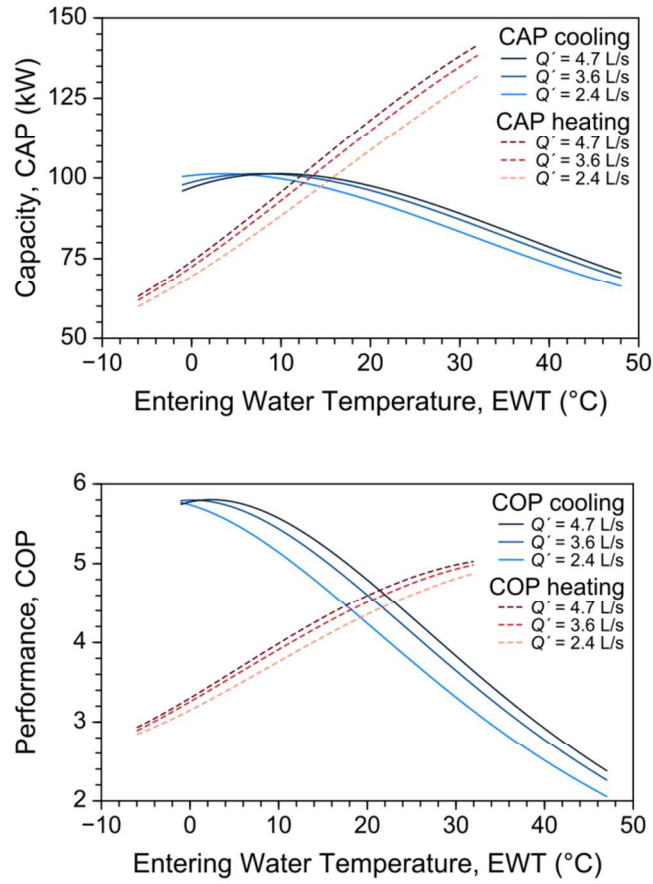 150
125
100
75
50
Capacity, CAP (kW)
CAP cooling
Q´ = 4.7 L/s
Q´ = 3.6 L/s
Q´ = 2.4 L/s
CAP heating
Q´ = 4.7 L/s
Q´ = 3.6 L/s
Q´ = 2.4 L/s
−10 0 10 20 30 40 50
Entering Water Temperature, EWT (°C)
6
5
4
3
2
Performance, COP
COP cooling
Q´ = 4.7 L/s
Q´ = 3.6 L/s
Q´ = 2.4 L/s
COP heating
Q´ = 4.7 L/s
Q´ = 3.6 L/s
Q´ = 2.4 L/s
−10 0 10 20 30 40 50
Entering Water Temperature, EWT (°C)